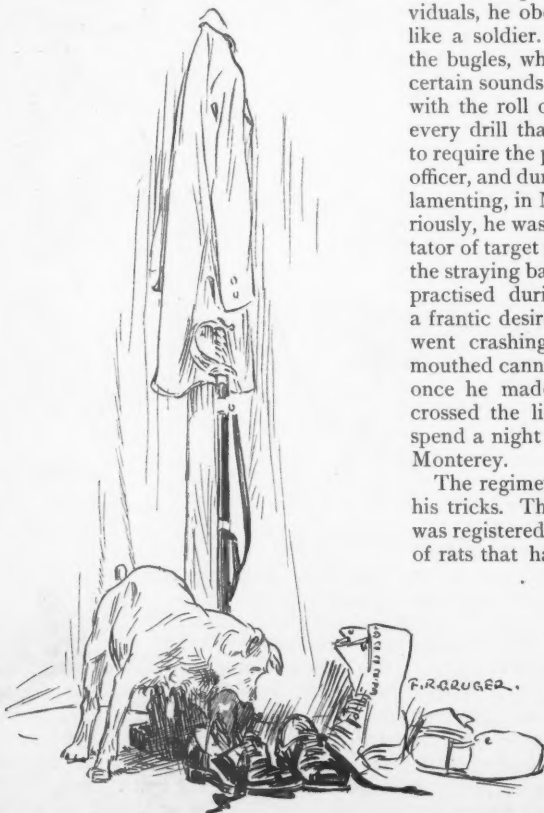 viduals, he obe
like a soldier.
the bugles, wh
certain sounds
with the roll o
every drill tha
to require the p
officer, and dur
lamenting, in M
riously, he was
tator of target
the straying ba
practised duri
a frantic desir
went crashing
mouthed cann
once he made
crossed the li
spend a night
Monterey.
The regime
his tricks. Th
was registered
of rats that ha
F.R.GRUGER.